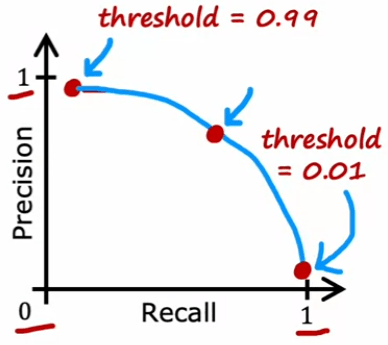 threshold = 0.99
1
Precision
threshold
= 0.01
0
Recall
1